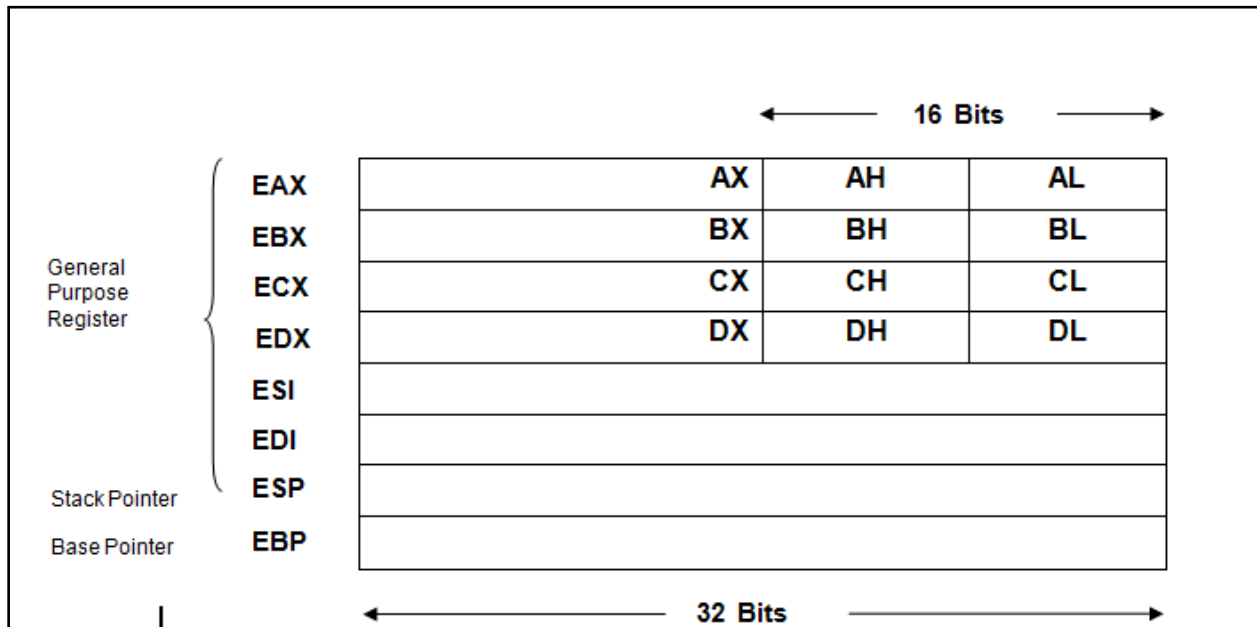 16 Bits
EAX AX AH AL
EBX BX BH BL
General
Purpose
Register
ECX CX CH CL
EDX DX DH DL
ESI
EDI
Stack Pointer ESP
Base Pointer EBP
32 Bits